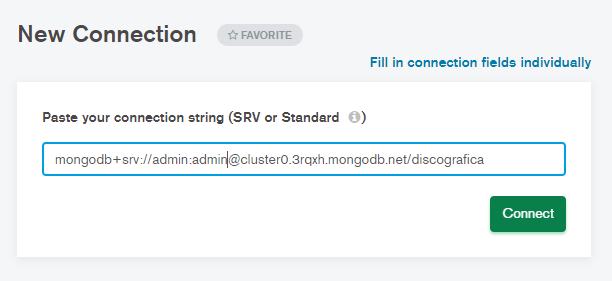 New Connection
☆ FAVORITE
Fill in connection fields individually
Paste your connection string (SRV or Standard i)
mongodb+srv://admin:admin@cluster0.3rqxh.mongodb.net/discografica
Connect